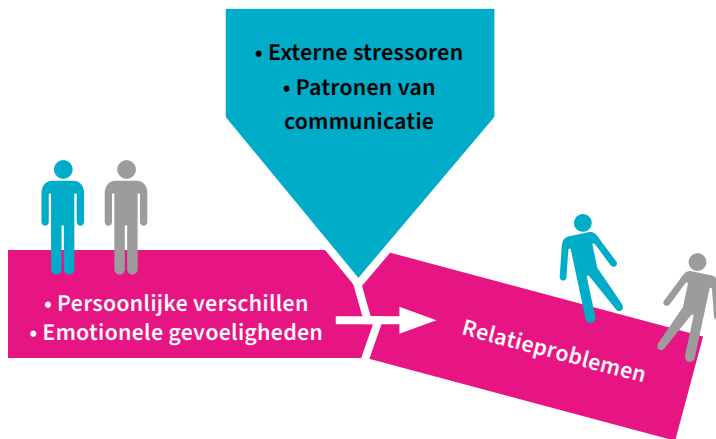 • Externe stressoren
• Patronen van
communicatie
• Persoonlijke verschillen
• Emotionele gevoeligheden
Relatieproblemen